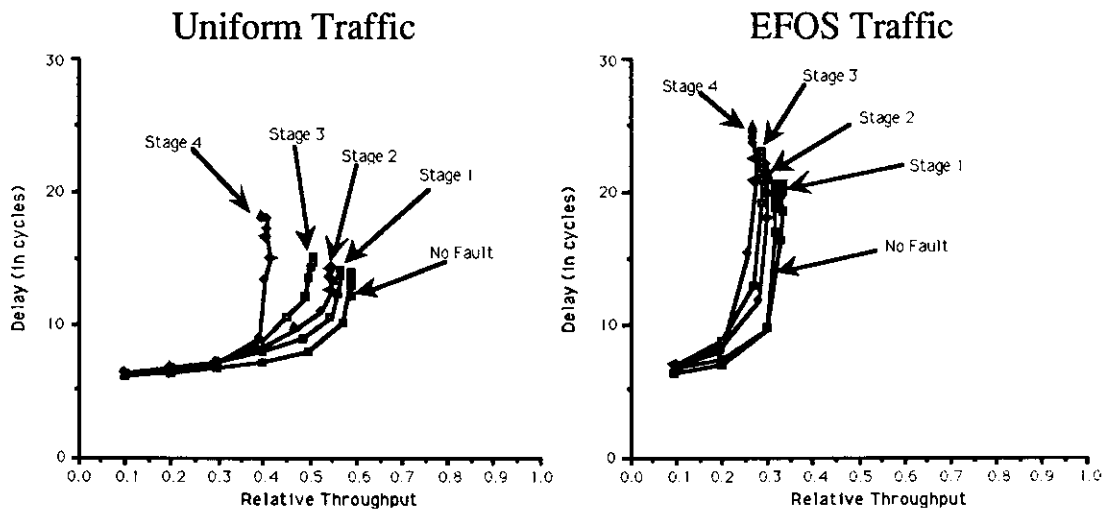 Uniform Traffic
30
20
10
0
Delay (in cycles)
Stage 4
Stage 3
Stage 2
Stage 1
No Fault
0.0 0.1 0.2 0.3 0.4 0.5 0.6 0.7 0.8 0.9 1.0
Relative Throughput
EFOS Traffic
30
20
10
0
Delay (in cycles)
Stage 4
Stage 3
Stage 2
Stage 1
No Fault
0.0 0.1 0.2 0.3 0.4 0.5 0.6 0.7 0.8 0.9 1.0
Relative Throughput